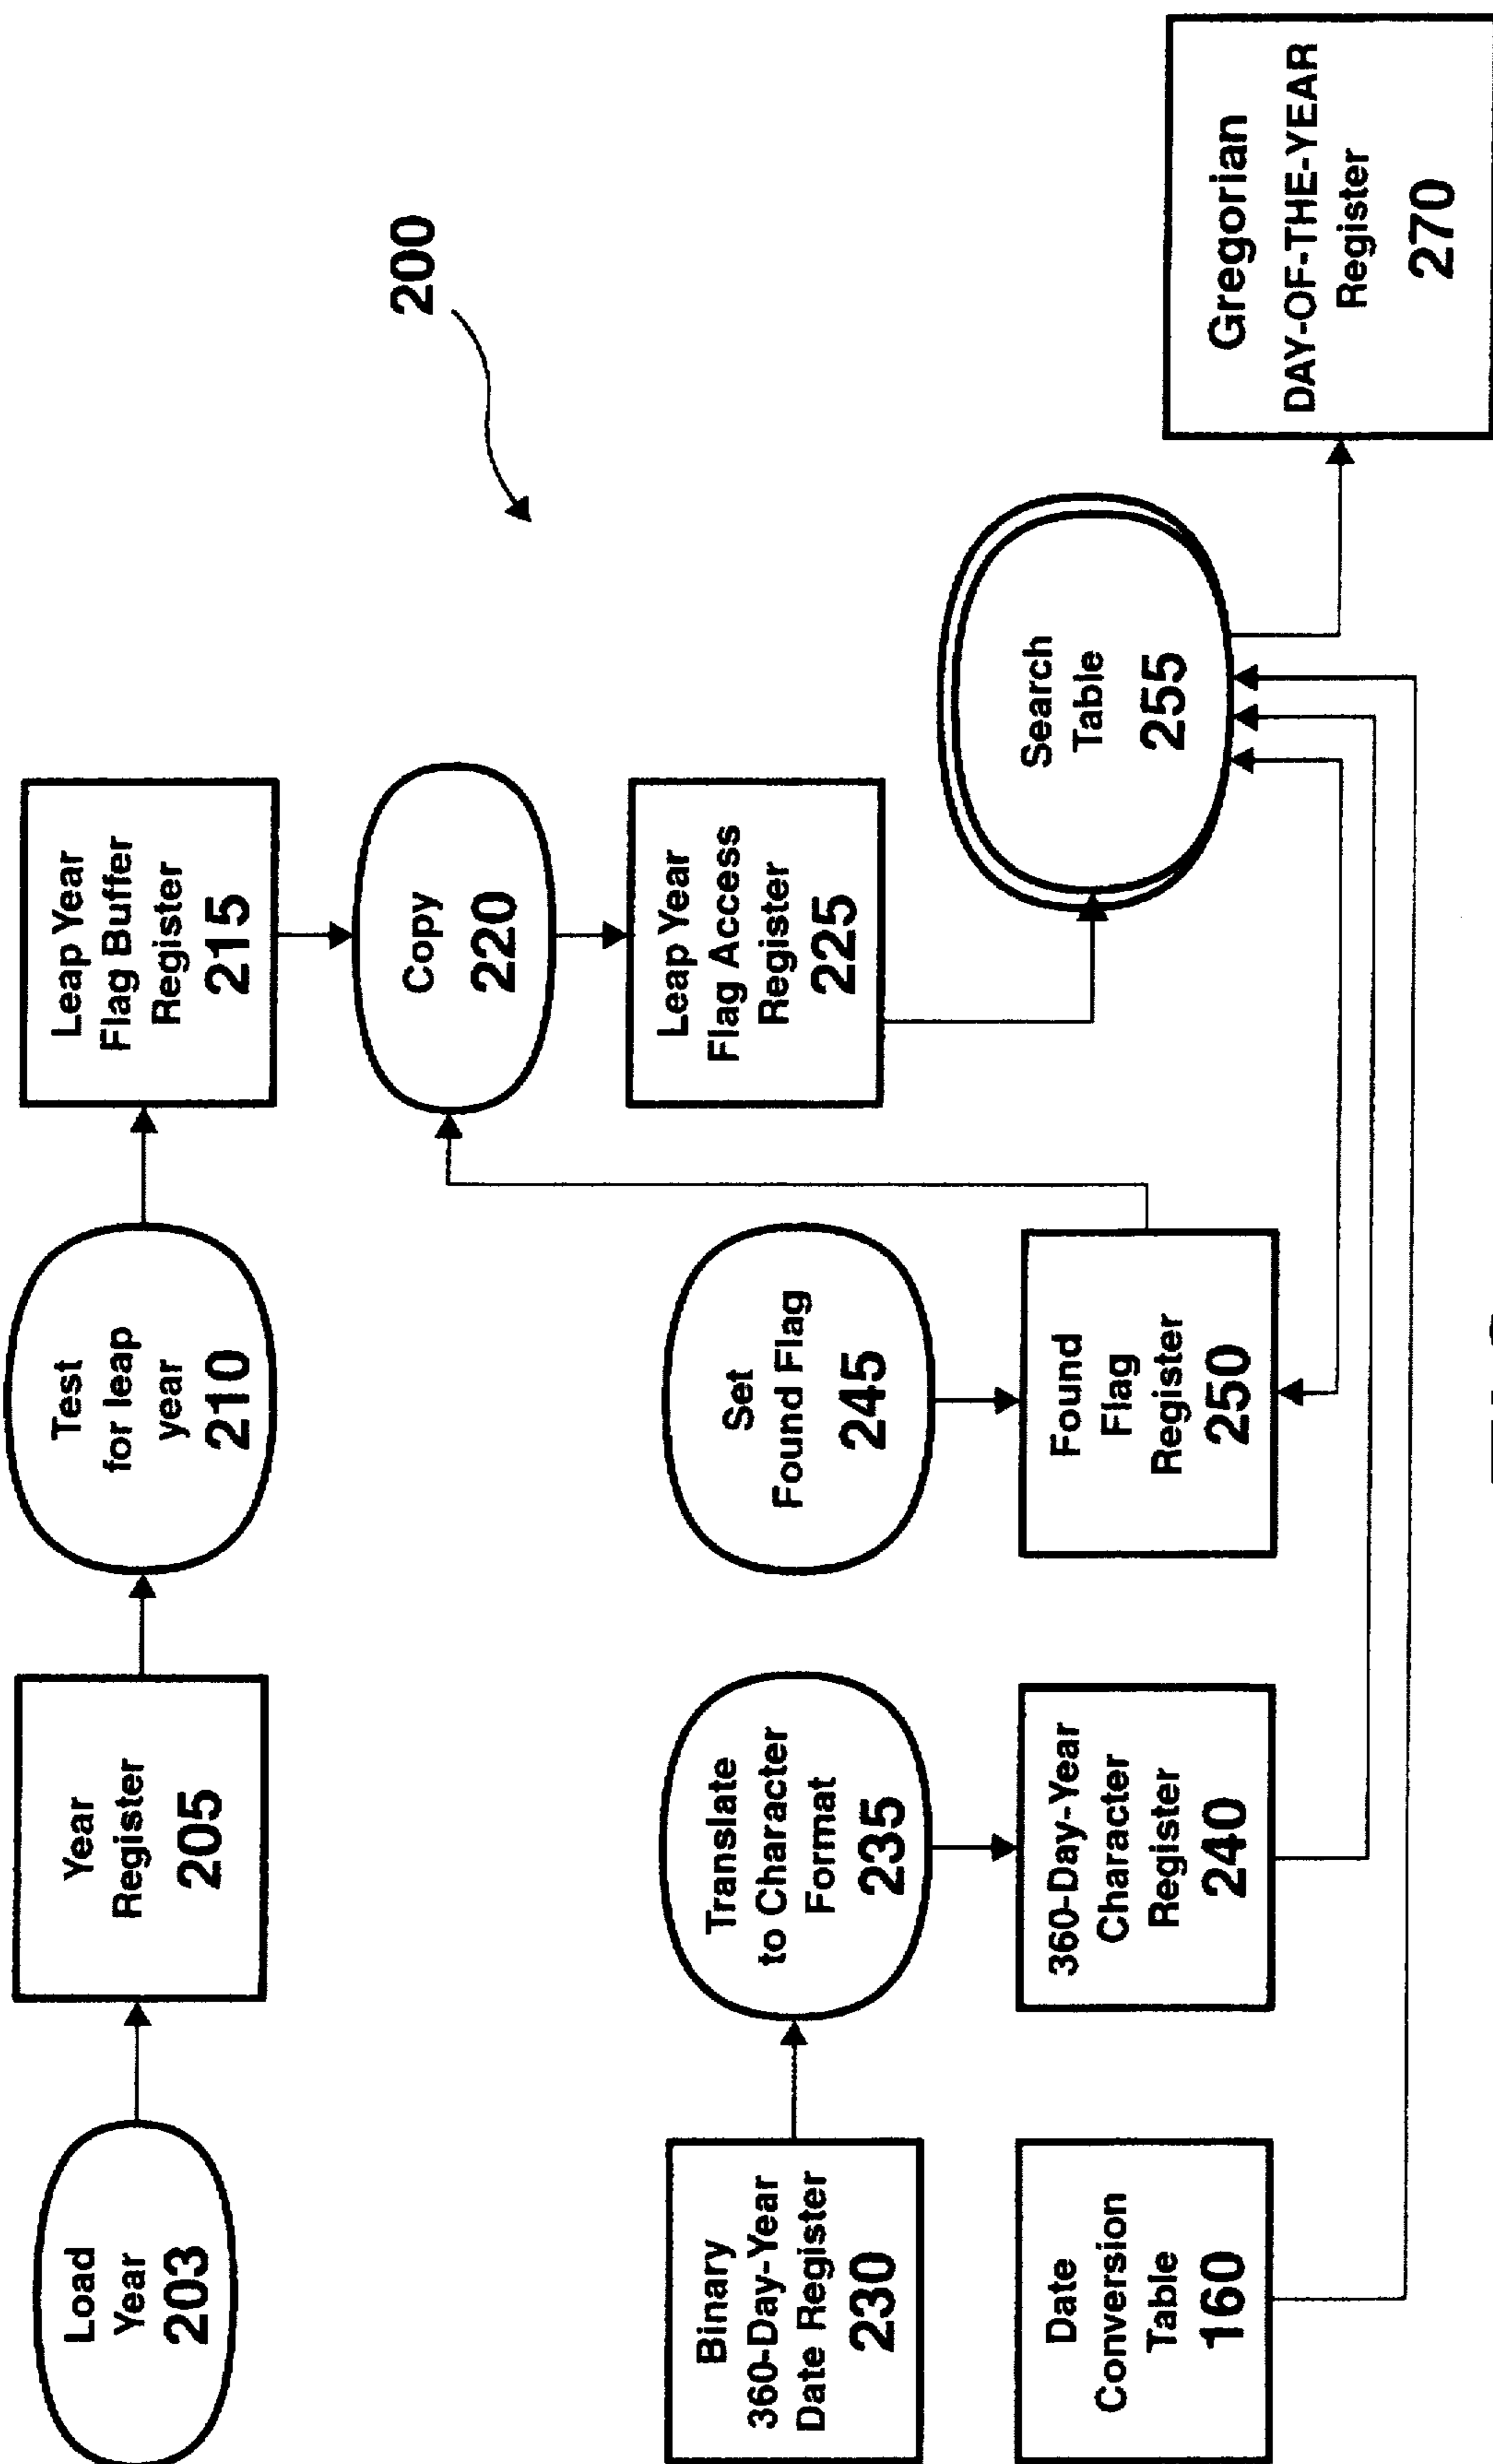 Load
Year
203
Year
Register
205
Test
for leap
year
210
Leap Year
Flag Buffer
Register
215
200
Copy
220
Leap Year
Flag Access
Register
225
Binary
360-Day-Year
Date Register
230
Translate
to Character
Format
235
Set
Found Flag
245
Search
Table
255
Date
Conversion
Table
160
360-Day-Year
Character
Register
240
Found
Flag
Register
250
Gregorian
DAY-OF-THE-YEAR
Register
270